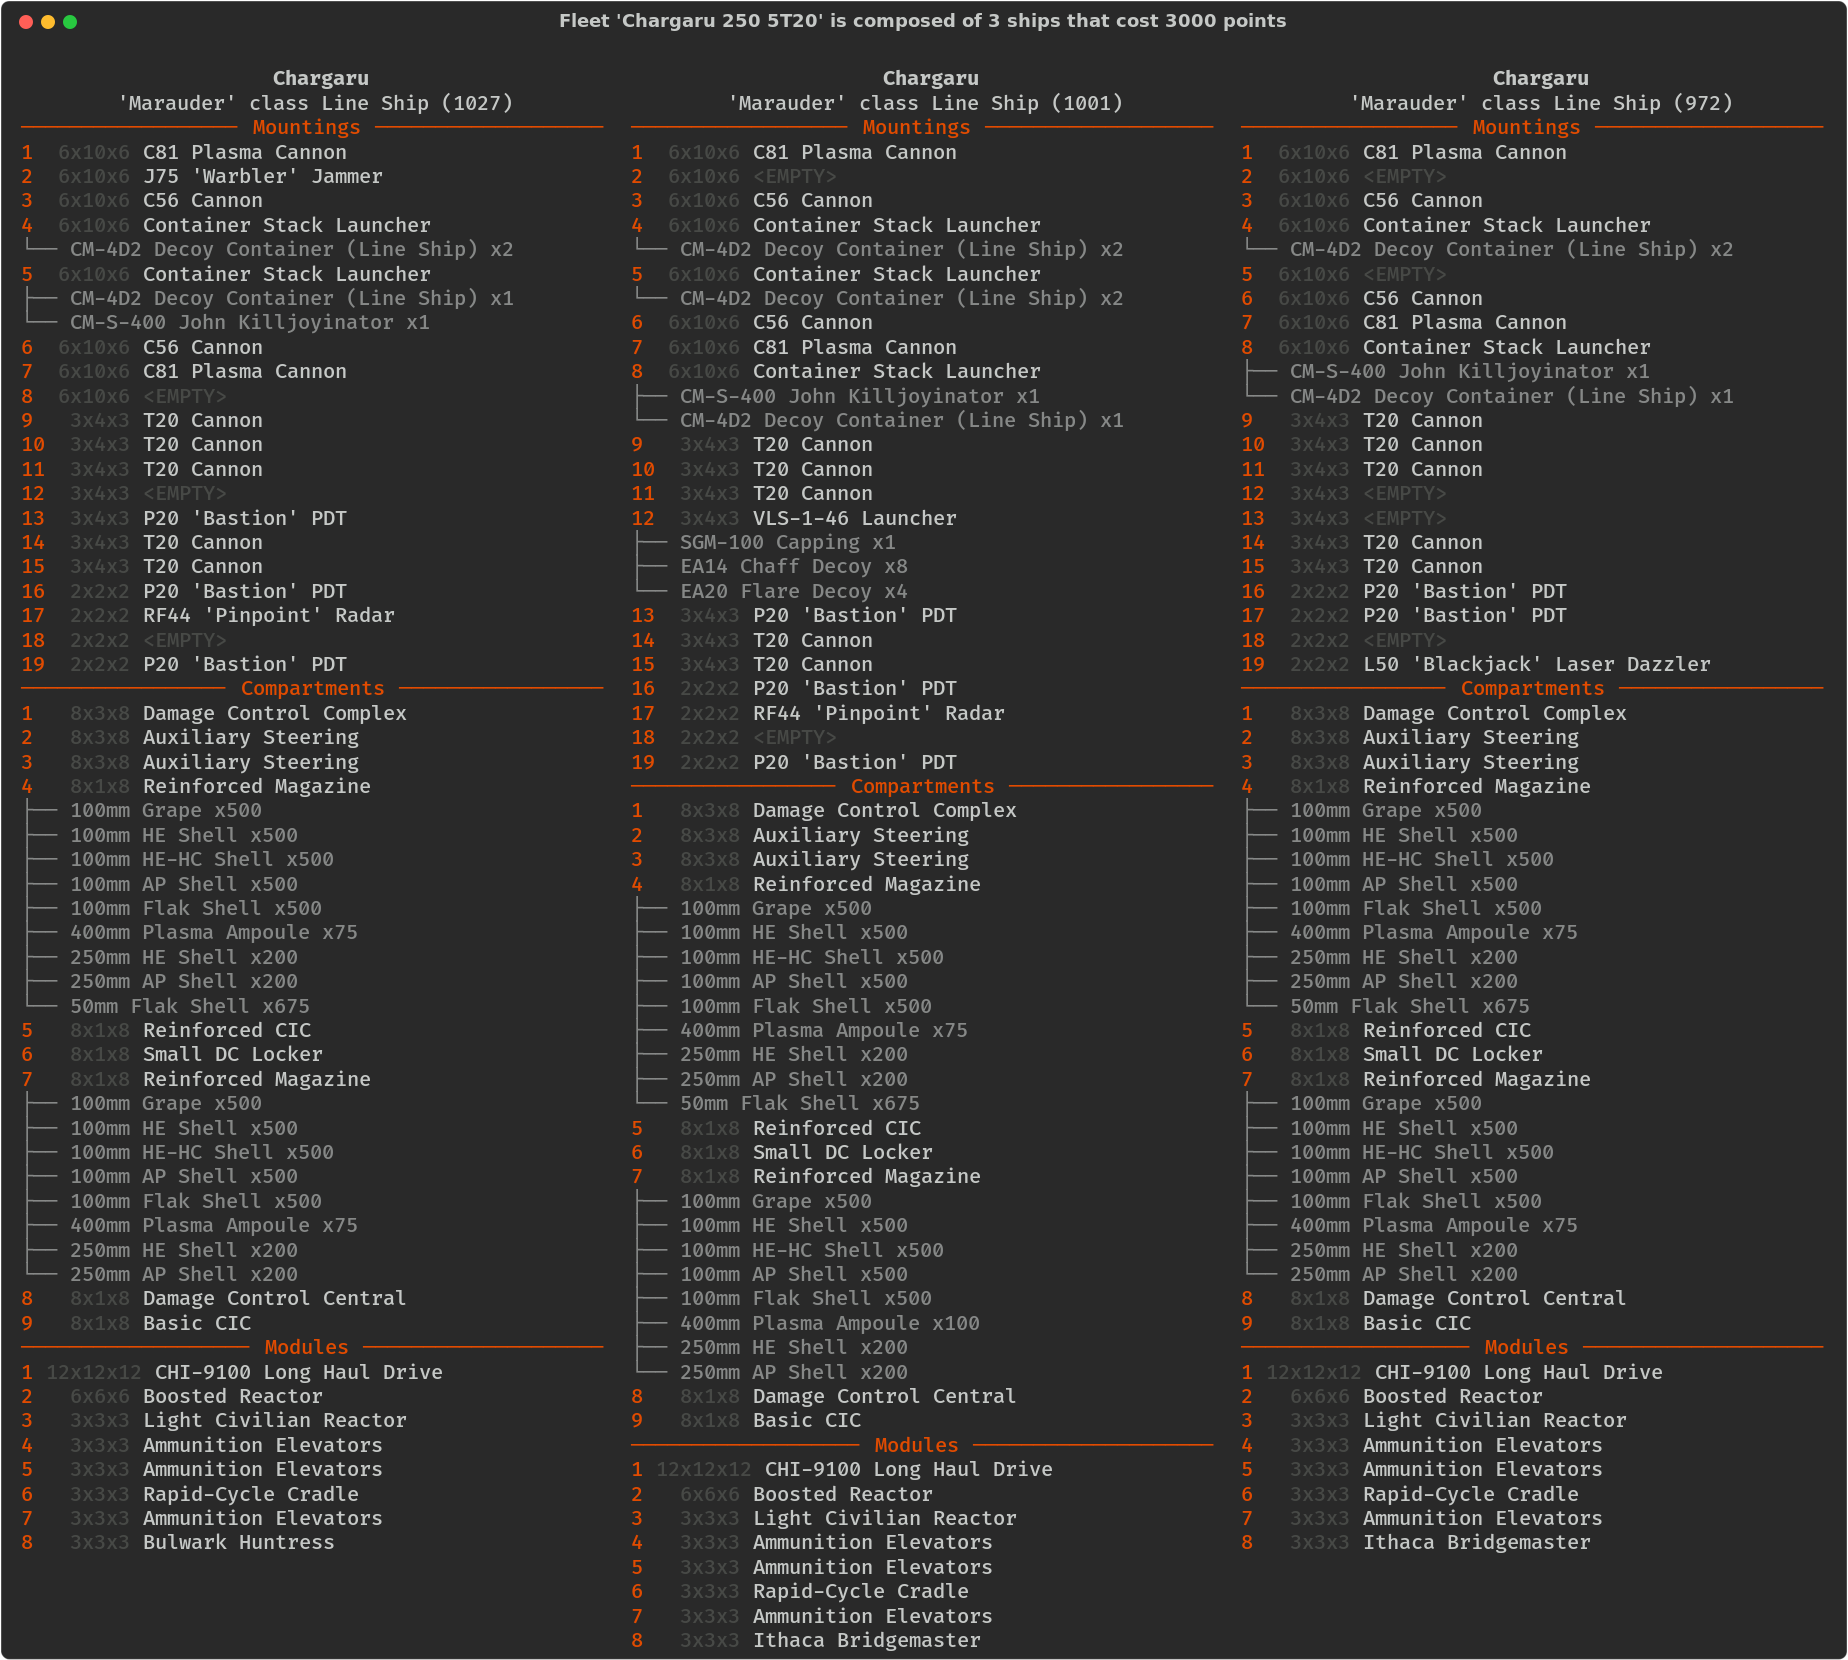 Fleet 'Chargaru 250 5T20' is composed of 3 ships that cost 3000 points
Chargaru
'Marauder' class Line Ship (1027)
Mountings
1 6x10x6 C81 Plasma Cannon
2 6x10x6 J75 'Warbler' Jammer
3 6x10x6 C56 Cannon
4 6x10x6 Container Stack Launcher
CM-4D2 Decoy Container (Line Ship) x2
5 6x10x6 Container Stack Launcher
CM-4D2 Decoy Container (Line Ship) x1
CM-S-400 John Killjoyinator x1
6 6x10x6 C56 Cannon
7 6x10x6 C81 Plasma Cannon
8 6x10x6 <EMPTY>
9 3x4x3 T20 Cannon
10 3x4x3 T20 Cannon
11 3x4x3 T20 Cannon
12 3x4x3 <EMPTY>
13 3x4x3 P20 'Bastion' PDT
14 3x4x3 T20 Cannon
15 3x4x3 T20 Cannon
16 2x2x2 P20 'Bastion' PDT
17 2x2x2 RF44 'Pinpoint' Radar
18 2x2x2 <EMPTY>
19 2x2x2 P20 'Bastion' PDT
Compartments
1 8x3x8 Damage Control Complex
2 8x3x8 Auxiliary Steering
3 8x3x8 Auxiliary Steering
4 8x1x8 Reinforced Magazine
100mm Grape x500
100mm HE Shell x500
100mm HE-HC Shell x500
100mm AP Shell x500
100mm Flak Shell x500
400mm Plasma Ampoule x75
250mm HE Shell x200
250mm AP Shell x200
50mm Flak Shell x675
5 8x1x8 Reinforced CIC
6 8x1x8 Small DC Locker
7 8x1x8 Reinforced Magazine
100mm Grape x500
100mm HE Shell x500
100mm HE-HC Shell x500
100mm AP Shell x500
100mm Flak Shell x500
400mm Plasma Ampoule x75
250mm HE Shell x200
250mm AP Shell x200
8 8x1x8 Damage Control Central
9 8x1x8 Basic CIC
Modules
1 12x12x12 CHI-9100 Long Haul Drive
2 6x6x6 Boosted Reactor
3 3x3x3 Light Civilian Reactor
4 3x3x3 Ammunition Elevators
5 3x3x3 Ammunition Elevators
6 3x3x3 Rapid-Cycle Cradle
7 3x3x3 Ammunition Elevators
8 3x3x3 Bulwark Huntress
Chargaru
'Marauder' class Line Ship (1001)
Mountings
1 6x10x6 C81 Plasma Cannon
2 6x10x6 <EMPTY>
3 6x10x6 C56 Cannon
4 6x10x6 Container Stack Launcher
CM-4D2 Decoy Container (Line Ship) x2
5 6x10x6 Container Stack Launcher
CM-4D2 Decoy Container (Line Ship) x2
6 6x10x6 C56 Cannon
7 6x10x6 C81 Plasma Cannon
8 6x10x6 Container Stack Launcher
CM-S-400 John Killjoyinator x1
CM-4D2 Decoy Container (Line Ship) x1
9 3x4x3 T20 Cannon
10 3x4x3 T20 Cannon
11 3x4x3 T20 Cannon
12 3x4x3 VLS-1-46 Launcher
SGM-100 Capping x1
EA14 Chaff Decoy x8
EA20 Flare Decoy x4
13 3x4x3 P20 'Bastion' PDT
14 3x4x3 T20 Cannon
15 3x4x3 T20 Cannon
16 2x2x2 P20 'Bastion' PDT
17 2x2x2 RF44 'Pinpoint' Radar
18 2x2x2 <EMPTY>
19 2x2x2 P20 'Bastion' PDT
Compartments
1 8x3x8 Damage Control Complex
2 8x3x8 Auxiliary Steering
3 8x3x8 Auxiliary Steering
4 8x1x8 Reinforced Magazine
100mm Grape x500
100mm HE Shell x500
100mm HE-HC Shell x500
100mm AP Shell x500
100mm Flak Shell x500
400mm Plasma Ampoule x75
250mm HE Shell x200
250mm AP Shell x200
50mm Flak Shell x675
5 8x1x8 Reinforced CIC
6 8x1x8 Small DC Locker
7 8x1x8 Reinforced Magazine
100mm Grape x500
100mm HE Shell x500
100mm HE-HC Shell x500
100mm AP Shell x500
100mm Flak Shell x500
400mm Plasma Ampoule x100
250mm HE Shell x200
250mm AP Shell x200
8 8x1x8 Damage Control Central
9 8x1x8 Basic CIC
Modules
1 12x12x12 CHI-9100 Long Haul Drive
2 6x6x6 Boosted Reactor
3 3x3x3 Light Civilian Reactor
4 3x3x3 Ammunition Elevators
5 3x3x3 Ammunition Elevators
6 3x3x3 Rapid-Cycle Cradle
7 3x3x3 Ammunition Elevators
8 3x3x3 Ithaca Bridgemaster
Chargaru
'Marauder' class Line Ship (972)
Mountings
1 6x10x6 C81 Plasma Cannon
2 6x10x6 <EMPTY>
3 6x10x6 C56 Cannon
4 6x10x6 Container Stack Launcher
CM-4D2 Decoy Container (Line Ship) x2
5 6x10x6 <EMPTY>
6 6x10x6 C56 Cannon
7 6x10x6 C81 Plasma Cannon
8 6x10x6 Container Stack Launcher
CM-S-400 John Killjoyinator x1
CM-4D2 Decoy Container (Line Ship) x1
9 3x4x3 T20 Cannon
10 3x4x3 T20 Cannon
11 3x4x3 T20 Cannon
12 3x4x3 <EMPTY>
13 3x4x3 <EMPTY>
14 3x4x3 T20 Cannon
15 3x4x3 T20 Cannon
16 2x2x2 P20 'Bastion' PDT
17 2x2x2 P20 'Bastion' PDT
18 2x2x2 <EMPTY>
19 2x2x2 L50 'Blackjack' Laser Dazzler
Compartments
1 8x3x8 Damage Control Complex
2 8x3x8 Auxiliary Steering
3 8x3x8 Auxiliary Steering
4 8x1x8 Reinforced Magazine
100mm Grape x500
100mm HE Shell x500
100mm HE-HC Shell x500
100mm AP Shell x500
100mm Flak Shell x500
400mm Plasma Ampoule x75
250mm HE Shell x200
250mm AP Shell x200
50mm Flak Shell x675
5 8x1x8 Reinforced CIC
6 8x1x8 Small DC Locker
7 8x1x8 Reinforced Magazine
100mm Grape x500
100mm HE Shell x500
100mm HE-HC Shell x500
100mm AP Shell x500
100mm Flak Shell x500
400mm Plasma Ampoule x75
250mm HE Shell x200
250mm AP Shell x200
8 8x1x8 Damage Control Central
9 8x1x8 Basic CIC
Modules
1 12x12x12 CHI-9100 Long Haul Drive
2 6x6x6 Boosted Reactor
3 3x3x3 Light Civilian Reactor
4 3x3x3 Ammunition Elevators
5 3x3x3 Ammunition Elevators
6 3x3x3 Rapid-Cycle Cradle
7 3x3x3 Ammunition Elevators
8 3x3x3 Ithaca Bridgemaster